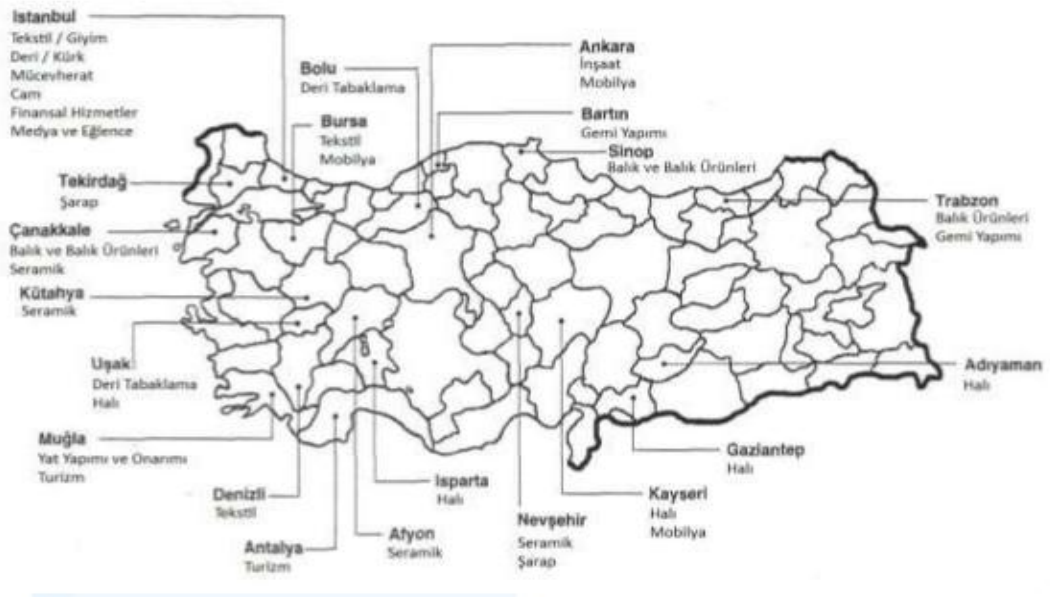 Istanbul
Tekstil / Giyim
Deri / Kürk
Mücevherat
Cam
Finansal Hizmetler
Medya ve Eğlence
Bolu
Deri Tabaklama
Bursa
Tekstil
Mobilya
Ankara
İnşaat
Mobilya
Bartın
Gemi Yapımı
Sinop
Balık ve Balık Ürünleri
Tekirdağ
Şarap
Çanakkale
Balık ve Balık Ürünleri
Seramik
Kütahya
Seramik
Uşak
Deri Tabaklama
Halı
Muğla
Yat Yapımı ve Onarımı
Turizm
Denizli
Tekstil
Antalya
Turizm
Afyon
Seramik
Isparta
Halı
Nevşehir
Seramik
Şarap
Kayseri
Halı
Mobilya
Gaziantep
Halı
Adıyaman
Halı
Trabzon
Balık Ürünleri
Gemi Yapımı